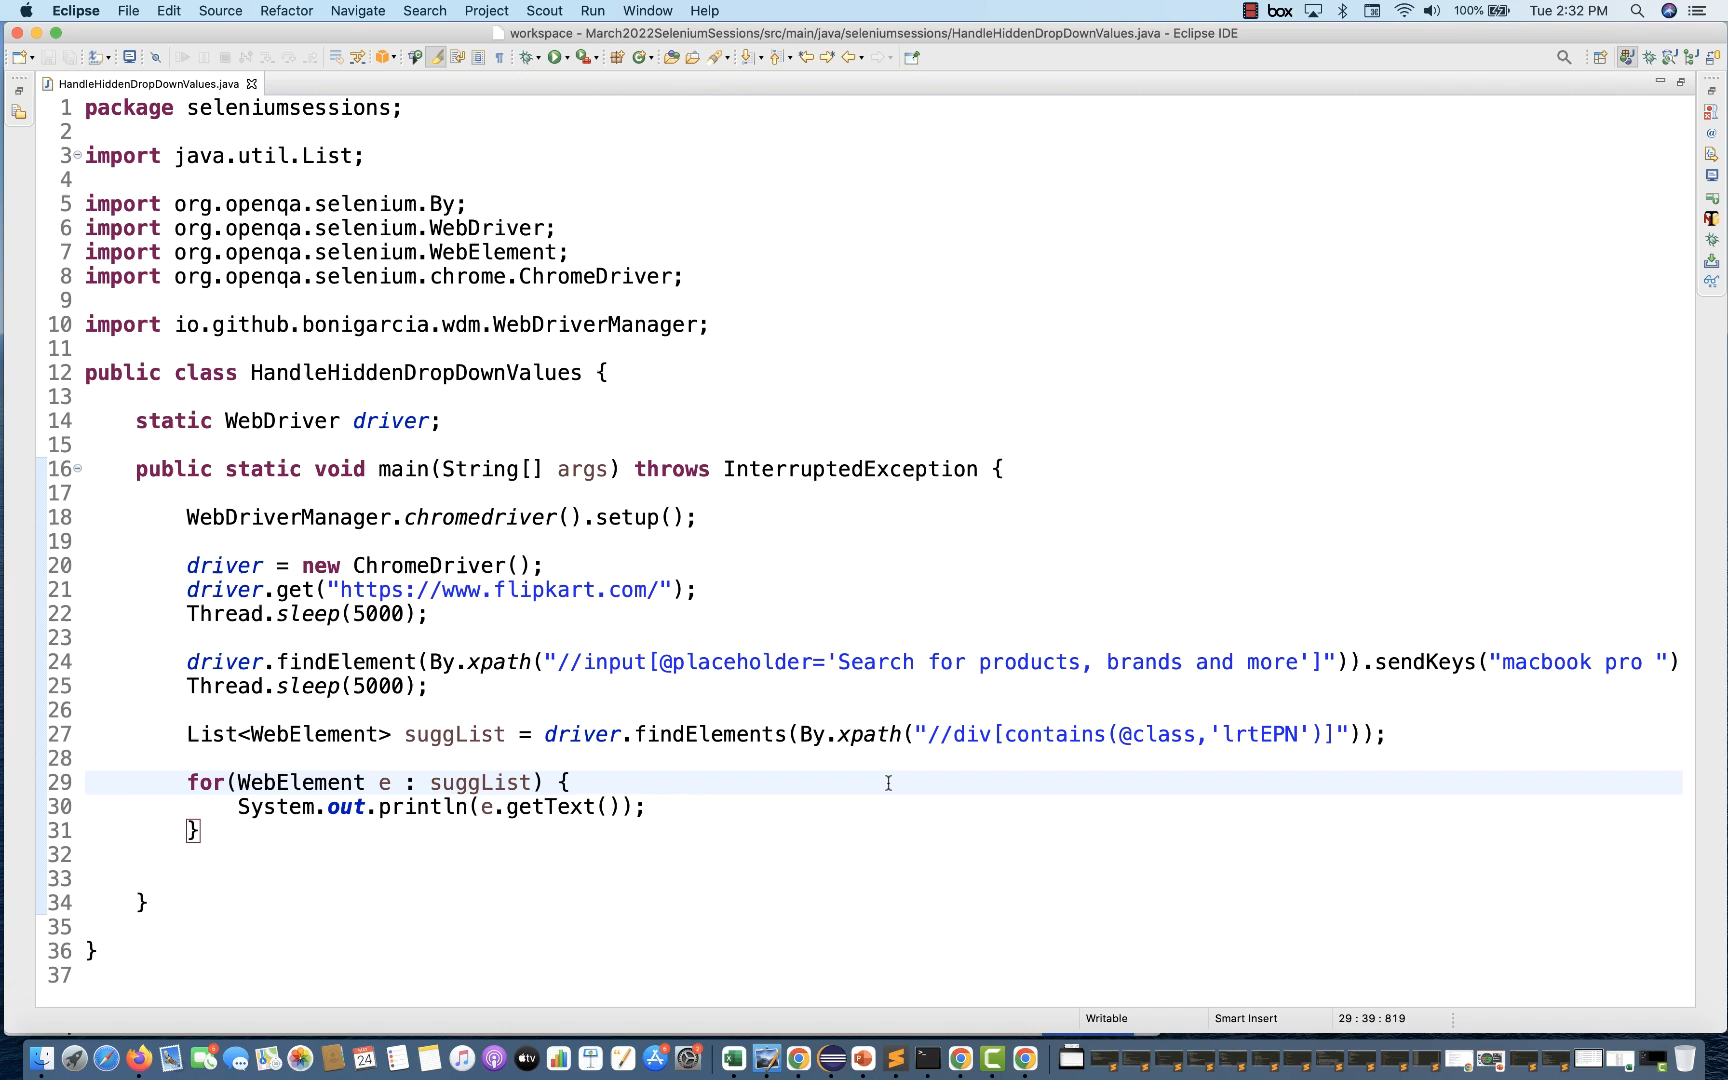 Eclipse File Edit Source Refactor Navigate Search Project Scout Run Window Help box 100% Tue 2:32 PM
workspace - March2022SeleniumSessions/src/main/java/seleniumsessions/HandleHiddenDropDownValues.java - Eclipse IDE
HandleHiddenDropDownValues.java
1 package seleniumsessions;
2
3 import java.util.List;
4
5 import org.openqa.selenium.By;
6 import org.openqa.selenium.WebDriver;
7 import org.openqa.selenium.WebElement;
8 import org.openqa.selenium.chrome.ChromeDriver;
9
10 import io.github.bonigarcia.wdm.WebDriverManager;
11
12 public class HandleHiddenDropDownValues {
13
14 static WebDriver driver;
15
16 public static void main(String[] args) throws InterruptedException {
17
18 WebDriverManager.chromedriver().setup();
19
20 driver = new ChromeDriver();
21 driver.get("https://www.flipkart.com/");
22 Thread.sleep(5000);
23
24 driver.findElement(By.xpath("//input[@placeholder='Search for products, brands and more']")).sendKeys("macbook pro ")
25 Thread.sleep(5000);
26
27 List<WebElement> suggList = driver.findElements(By.xpath("//div[contains(@class,'lrtEPN')]"));
28
29 for(WebElement e : suggList) {
30 System.out.println(e.getText());
31 }
32
33
34 }
35
36 }
37
Writable Smart Insert 29 : 39 : 819